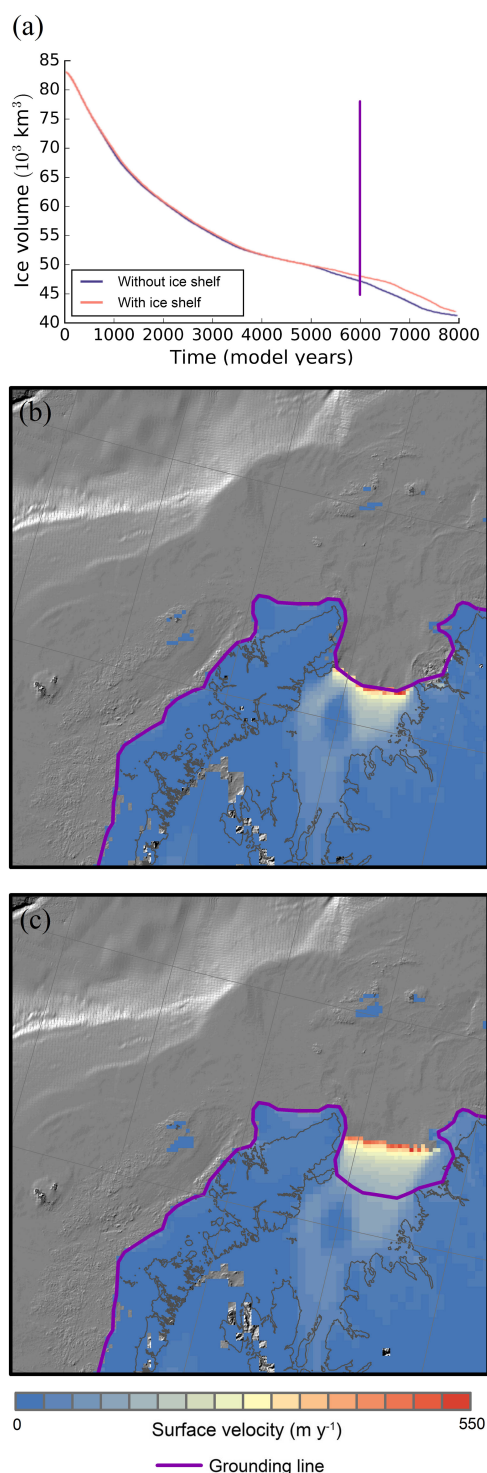 (a)
85
80
75
70
65
60
55
50
45
40
Ice volume (10³ km³)
Without ice shelf
With ice shelf
0 1000 2000 3000 4000 5000 6000 7000 8000
Time (model years)
(b)
(c)
0 550
Surface velocity (m y⁻¹)
Grounding line